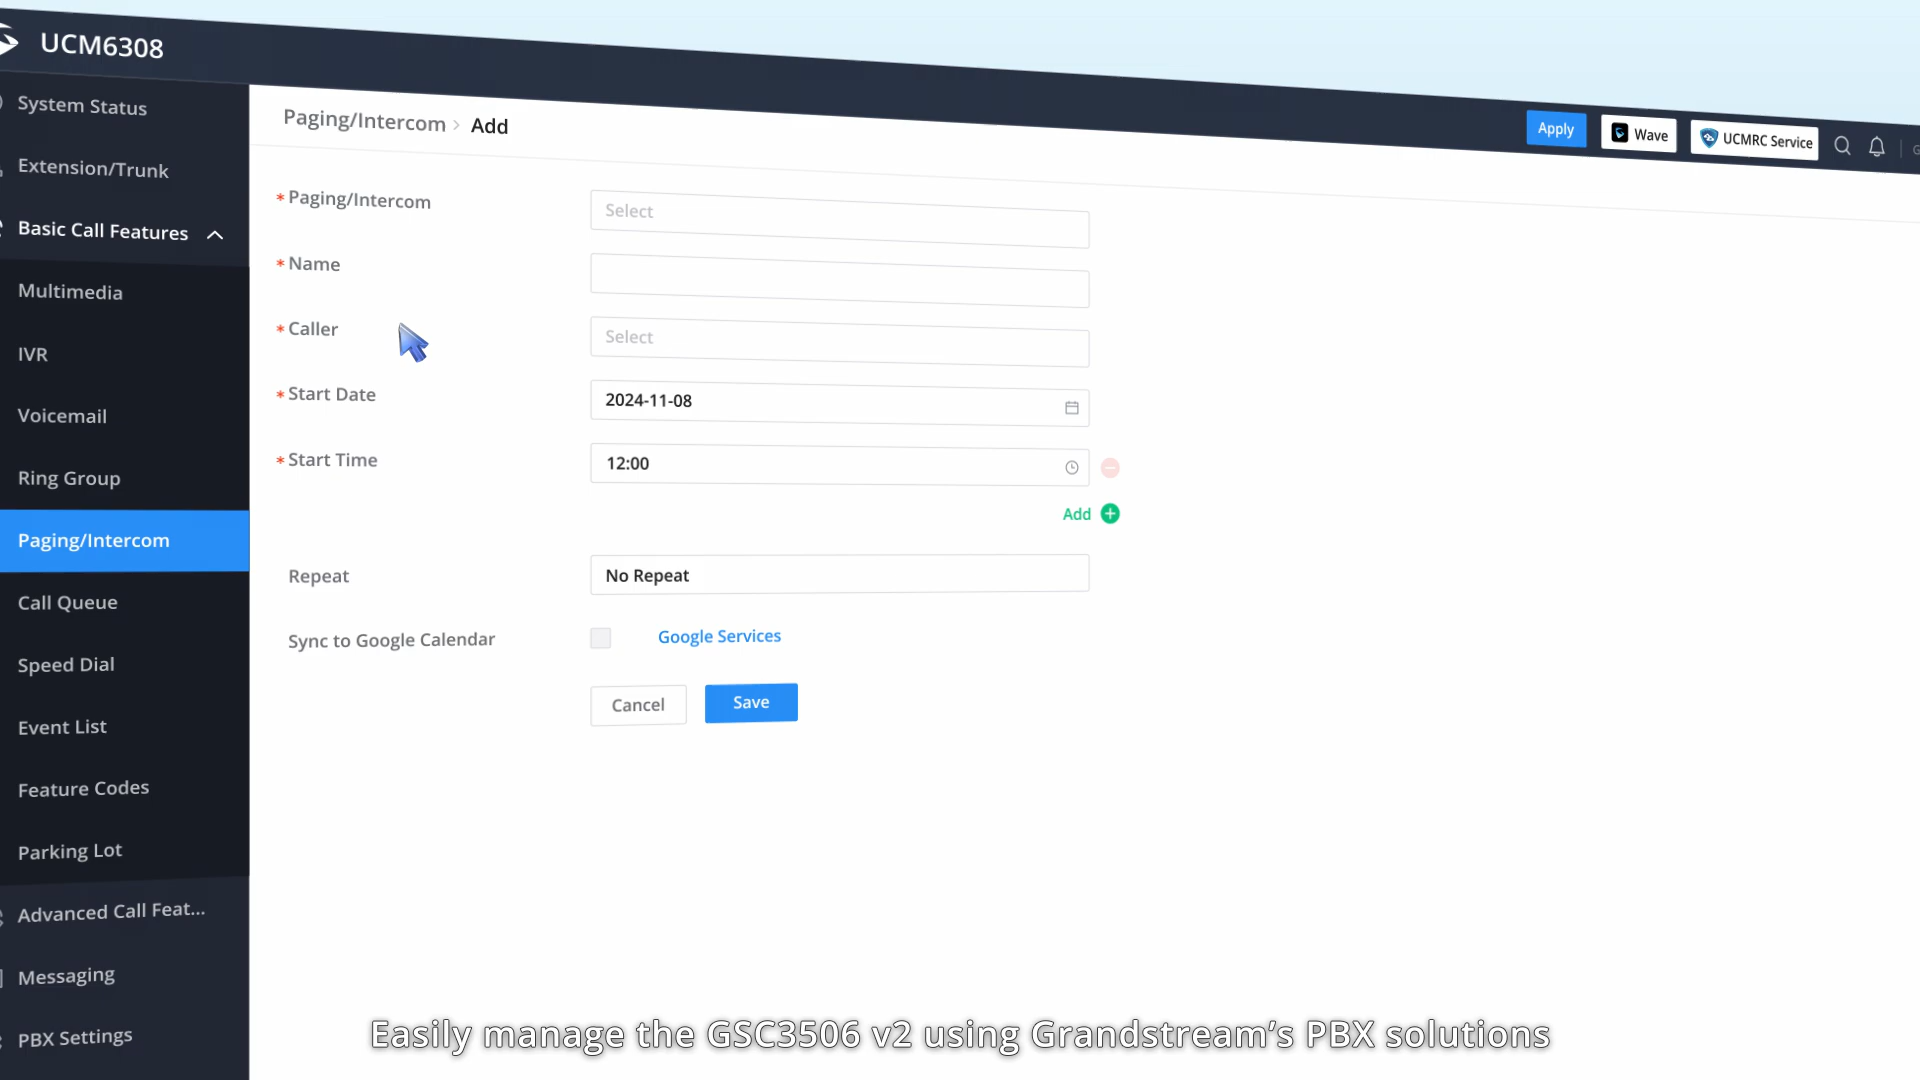 UCM6308
Apply
Wave
UCMRC Service
System Status
Extension/Trunk
Basic Call Features
Multimedia
IVR
Voicemail
Ring Group
Paging/Intercom
Call Queue
Speed Dial
Event List
Feature Codes
Parking Lot
Advanced Call Feat...
Messaging
PBX Settings
Paging/Intercom > Add
* Paging/Intercom
Select
* Name
* Caller
Select
* Start Date
2024-11-08
* Start Time
12:00
Add
Repeat
No Repeat
Sync to Google Calendar
Google Services
Cancel
Save
Easily manage the GSC3506 v2 using Grandstream’s PBX solutions